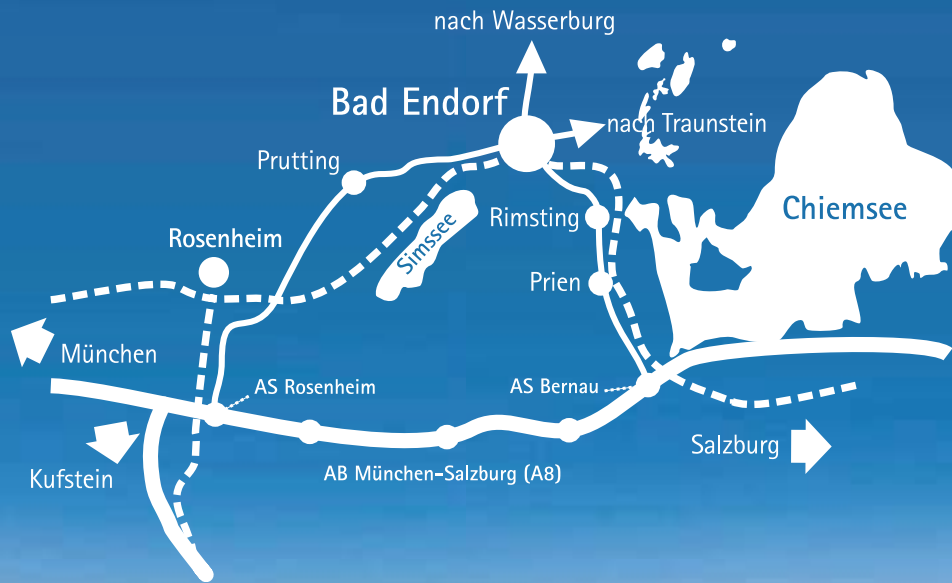 nach Wasserburg
Bad Endorf
nach Traunstein
Prutting
Chiemsee
Rimsting
Rosenheim
Simssee
Prien
München
AS Rosenheim
AS Bernau
Salzburg
Kufstein
AB München-Salzburg (A8)